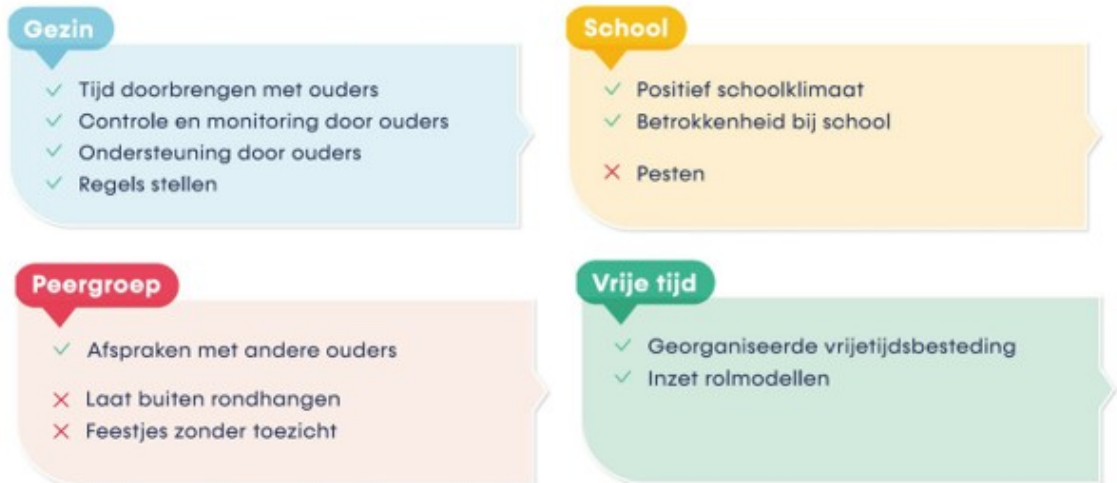 Gezin
✓ Tijd doorbrengen met ouders
✓ Controle en monitoring door ouders
✓ Ondersteuning door ouders
✓ Regels stellen
School
✓ Positief schoolklimaat
✓ Betrokkenheid bij school
✕ Pesten
Peergroep
✓ Afspraken met andere ouders
✕ Laat buiten rondhangen
✕ Feestjes zonder toezicht
Vrije tijd
✓ Georganiseerde vrijetijdsbesteding
✓ Inzet rolmodellen